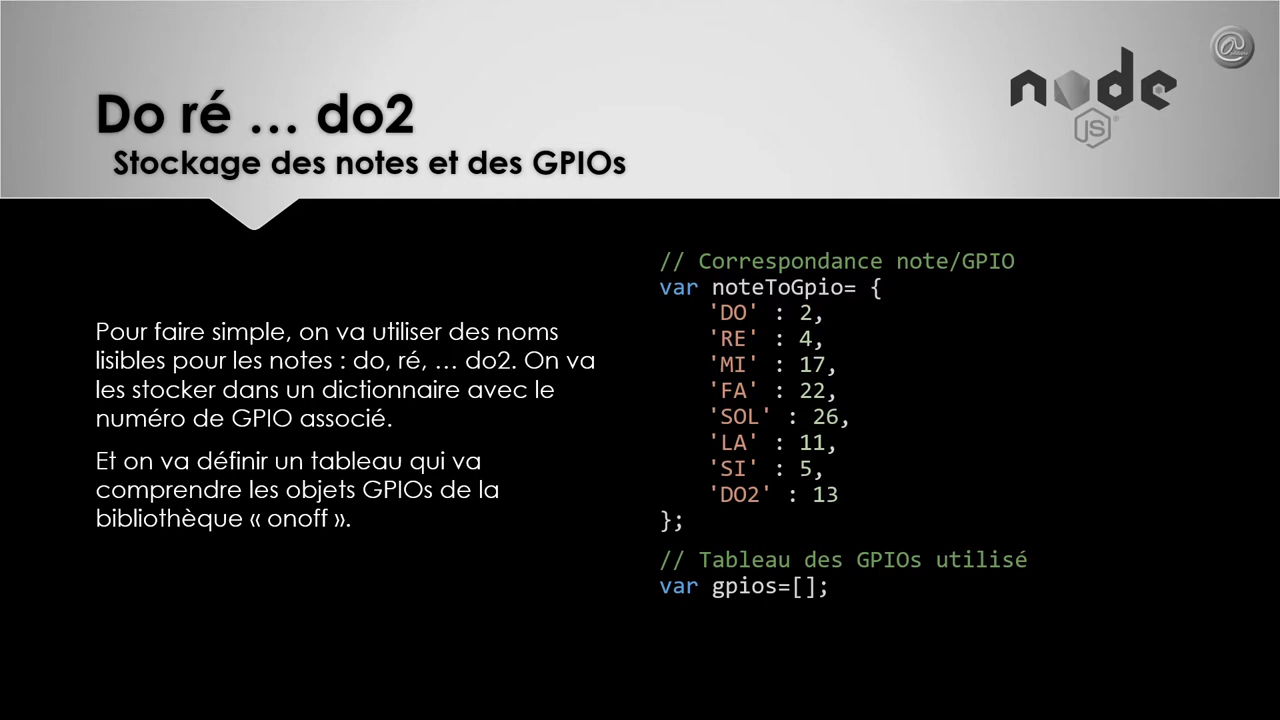 Do ré … do2
Stockage des notes et des GPIOs
node
JS
Pour faire simple, on va utiliser des noms
lisibles pour les notes : do, ré, … do2. On va
les stocker dans un dictionnaire avec le
numéro de GPIO associé.
Et on va définir un tableau qui va
comprendre les objets GPIOs de la
bibliothèque « onoff ».
// Correspondance note/GPIO
var noteToGpio= {
'DO' : 2,
'RE' : 4,
'MI' : 17,
'FA' : 22,
'SOL' : 26,
'LA' : 11,
'SI' : 5,
'DO2' : 13
};
// Tableau des GPIOs utilisé
var gpios=[];